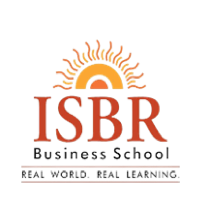 ISBR
Business School
REAL WORLD. REAL LEARNING.